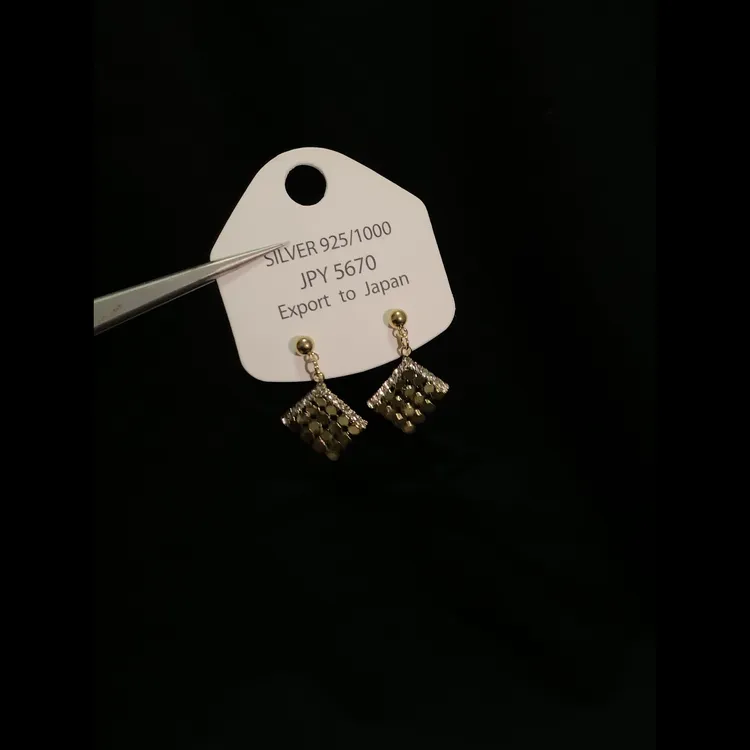 SILVER 925/1000
JPY 5670
Export to Japan